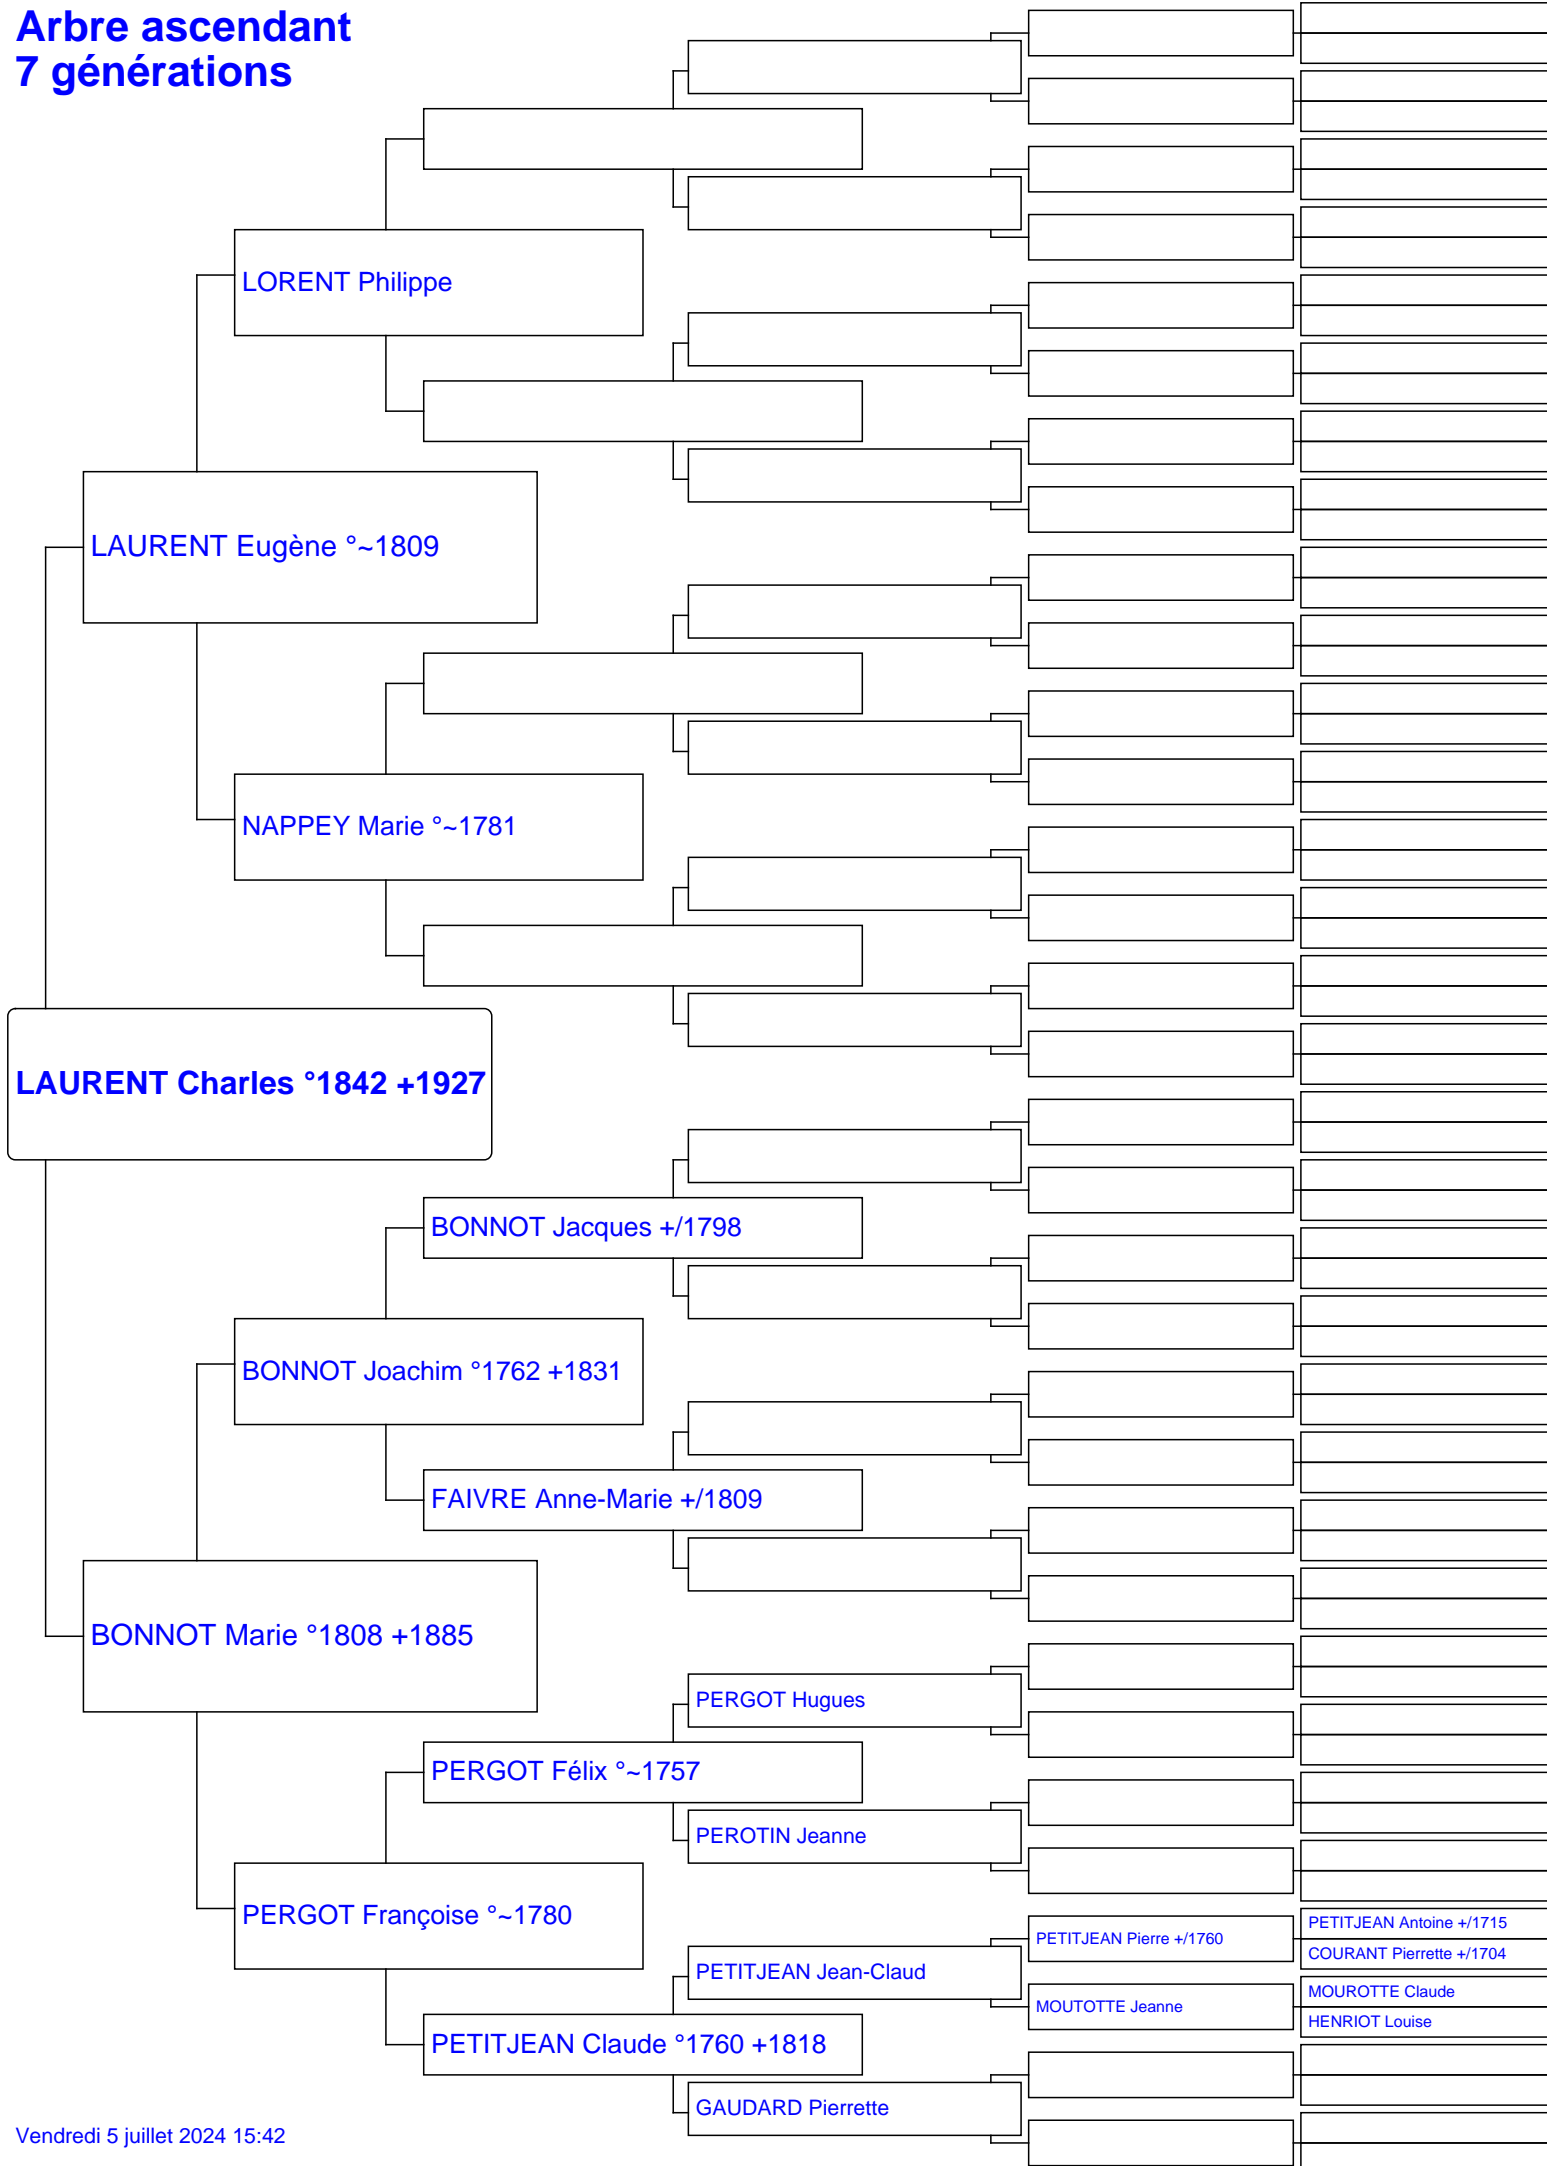 Arbre ascendant
7 générations
LORENT Philippe
LAURENT Eugène °~1809
NAPPEY Marie °~1781
LAURENT Charles °1842 +1927
BONNOT Jacques +/1798
BONNOT Joachim °1762 +1831
FAIVRE Anne-Marie +/1809
BONNOT Marie °1808 +1885
PERGOT Hugues
PERGOT Félix °~1757
PEROTIN Jeanne
PERGOT Françoise °~1780
PETITJEAN Antoine +/1715
PETITJEAN Pierre +/1760
COURANT Pierrette +/1704
PETITJEAN Jean-Claud
MOUROTTE Claude
MOUTOTTE Jeanne
HENRIOT Louise
PETITJEAN Claude °1760 +1818
GAUDARD Pierrette
Vendredi 5 juillet 2024 15:42